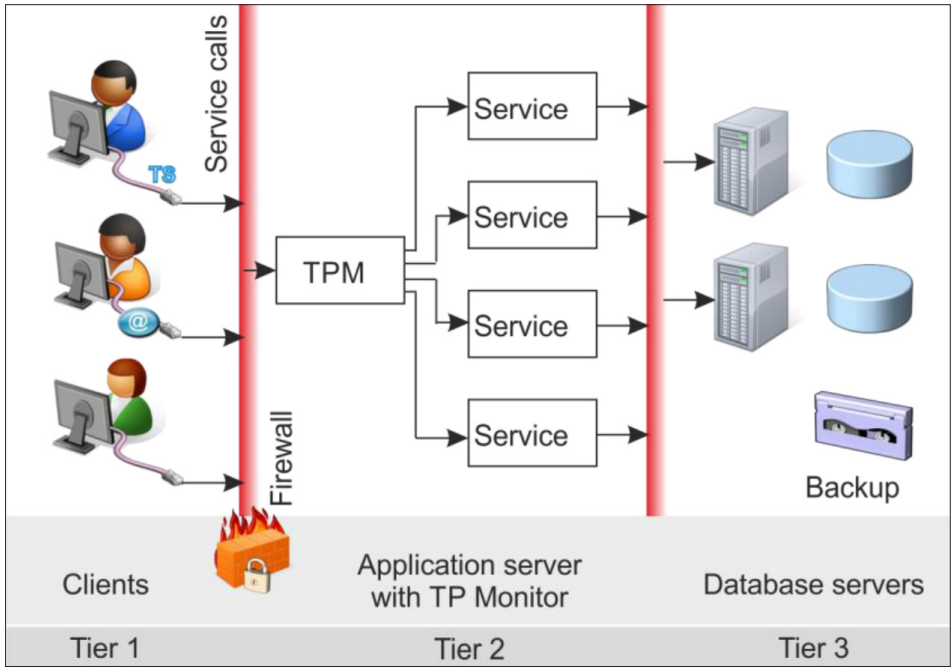 Service calls
TS
@
Firewall
TPM
Service
Service
Service
Service
Backup
Clients
Application server
with TP Monitor
Database servers
Tier 1
Tier 2
Tier 3